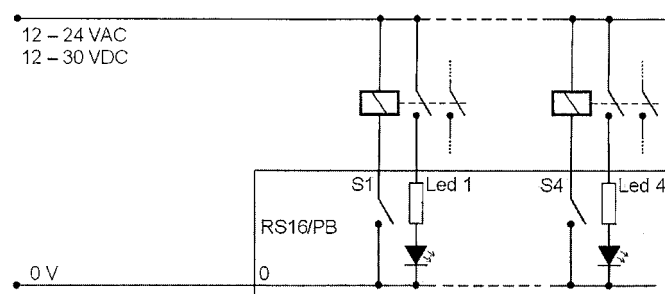 12 – 24 VAC
12 – 30 VDC
S1
Led 1
S4
Led 4
RS16/PB
0 V
0